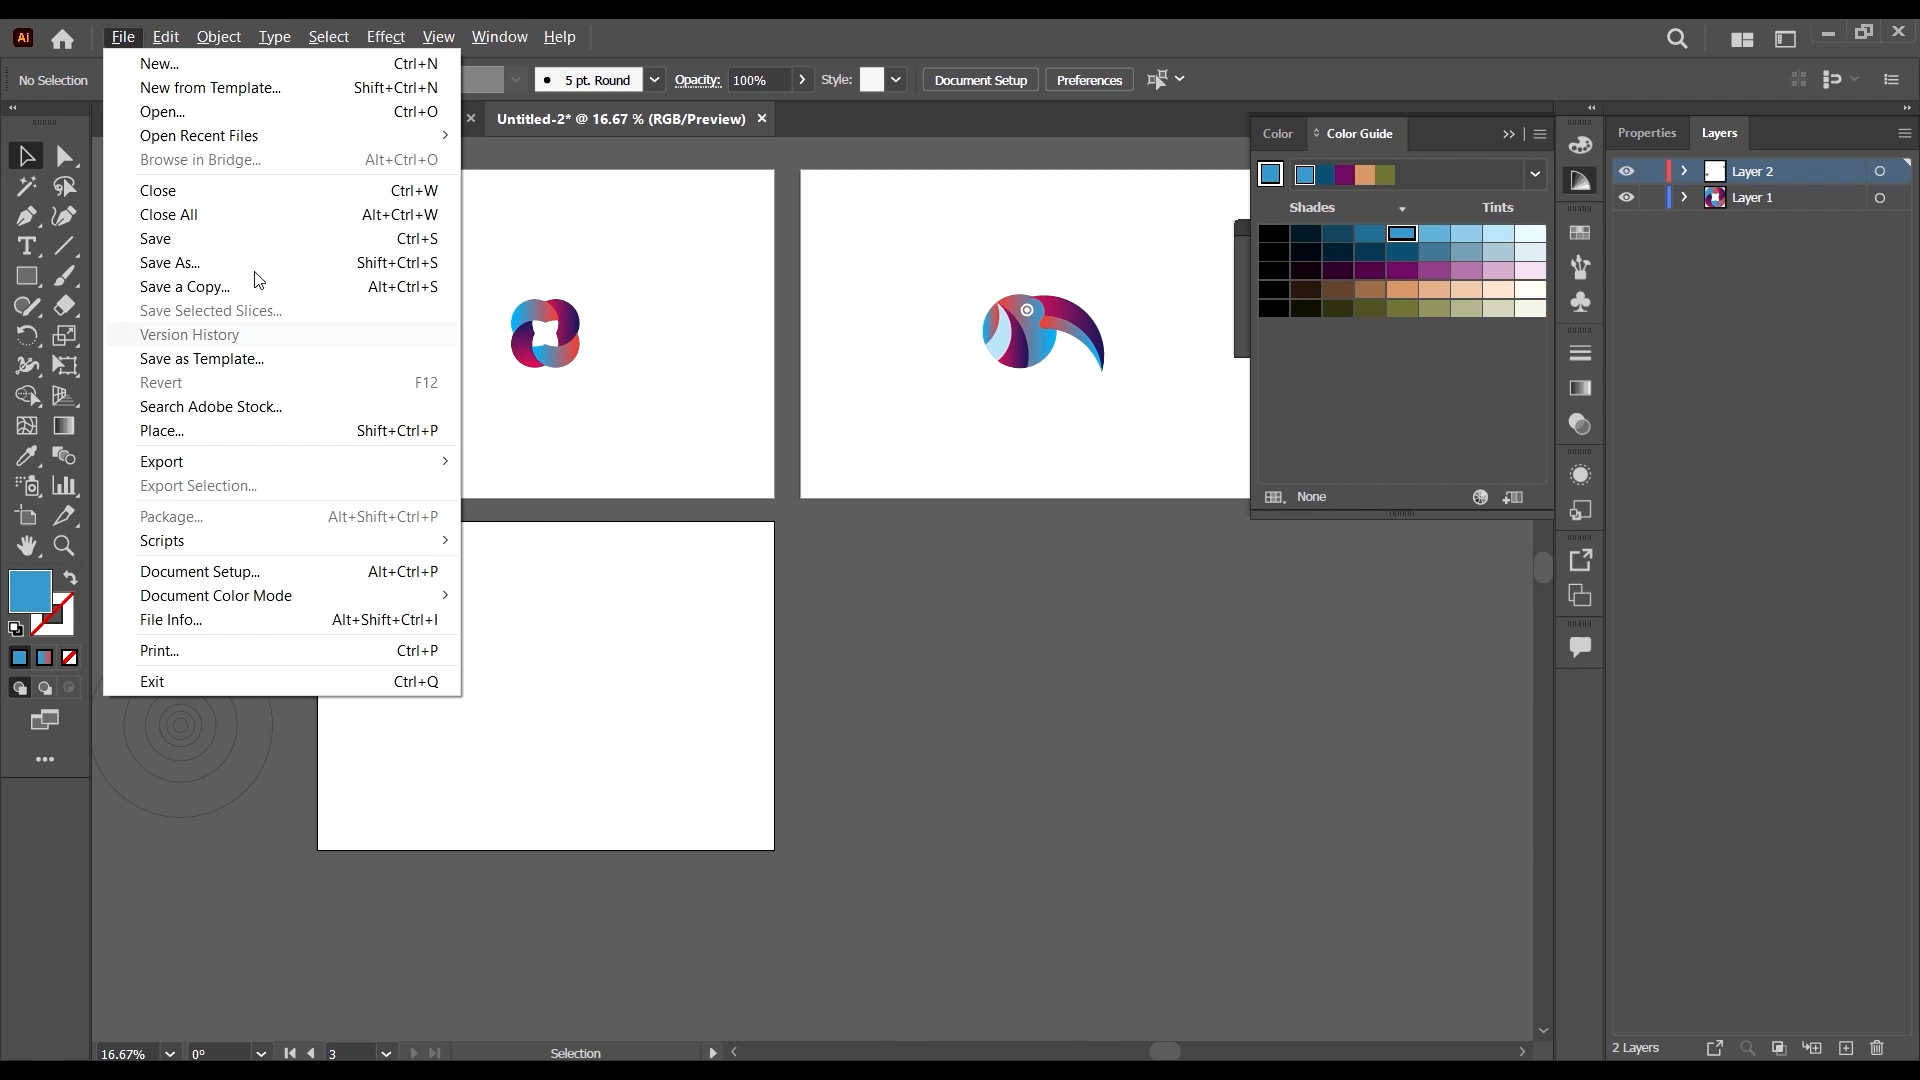 Ai File Edit Object Type Select Effect View Window Help
No Selection 5 pt. Round Opacity: 100% Style: Document Setup Preferences
Untitled-2* @ 16.67 % (RGB/Preview)
New... Ctrl+N
New from Template... Shift+Ctrl+N
Open... Ctrl+O
Open Recent Files
Browse in Bridge... Alt+Ctrl+O
Close Ctrl+W
Close All Alt+Ctrl+W
Save Ctrl+S
Save As... Shift+Ctrl+S
Save a Copy... Alt+Ctrl+S
Save Selected Slices...
Version History
Save as Template...
Revert F12
Search Adobe Stock...
Place... Shift+Ctrl+P
Export
Export Selection...
Package... Alt+Shift+Ctrl+P
Scripts
Document Setup... Alt+Ctrl+P
Document Color Mode
File Info... Alt+Shift+Ctrl+I
Print... Ctrl+P
Exit Ctrl+Q
Color Color Guide
Shades Tints
None
Properties Layers
Layer 2
Layer 1
16.67% 0° 3 Selection
2 Layers